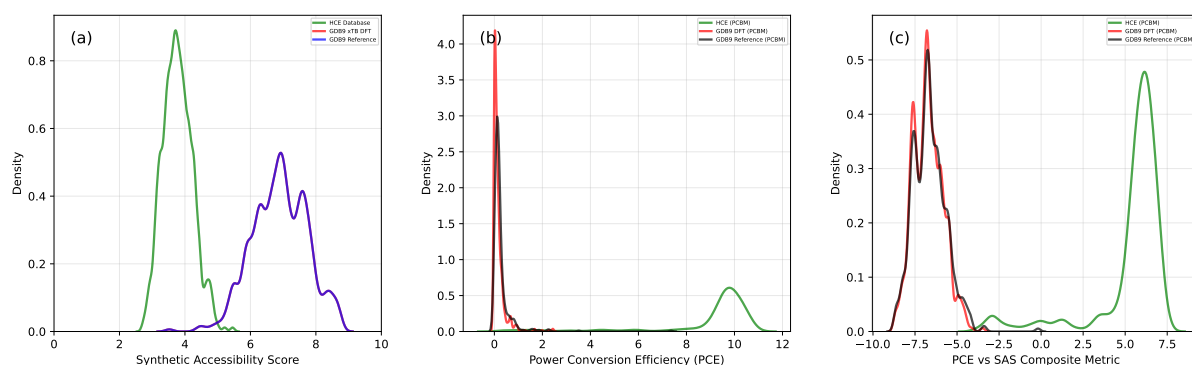 (a)
HCE Database
GDB9 xTB DFT
GDB9 Reference
Density
0.0
0.2
0.4
0.6
0.8
0 2 4 6 8 10
Synthetic Accessibility Score
(b)
HCE (PCBM)
GDB9 DFT (PCBM)
GDB9 Reference (PCBM)
Density
0.0
0.5
1.0
1.5
2.0
2.5
3.0
3.5
4.0
0 2 4 6 8 10 12
Power Conversion Efficiency (PCE)
(c)
HCE (PCBM)
GDB9 DFT (PCBM)
GDB9 Reference (PCBM)
Density
0.0
0.1
0.2
0.3
0.4
0.5
−10.0 −7.5 −5.0 −2.5 0.0 2.5 5.0 7.5
PCE vs SAS Composite Metric